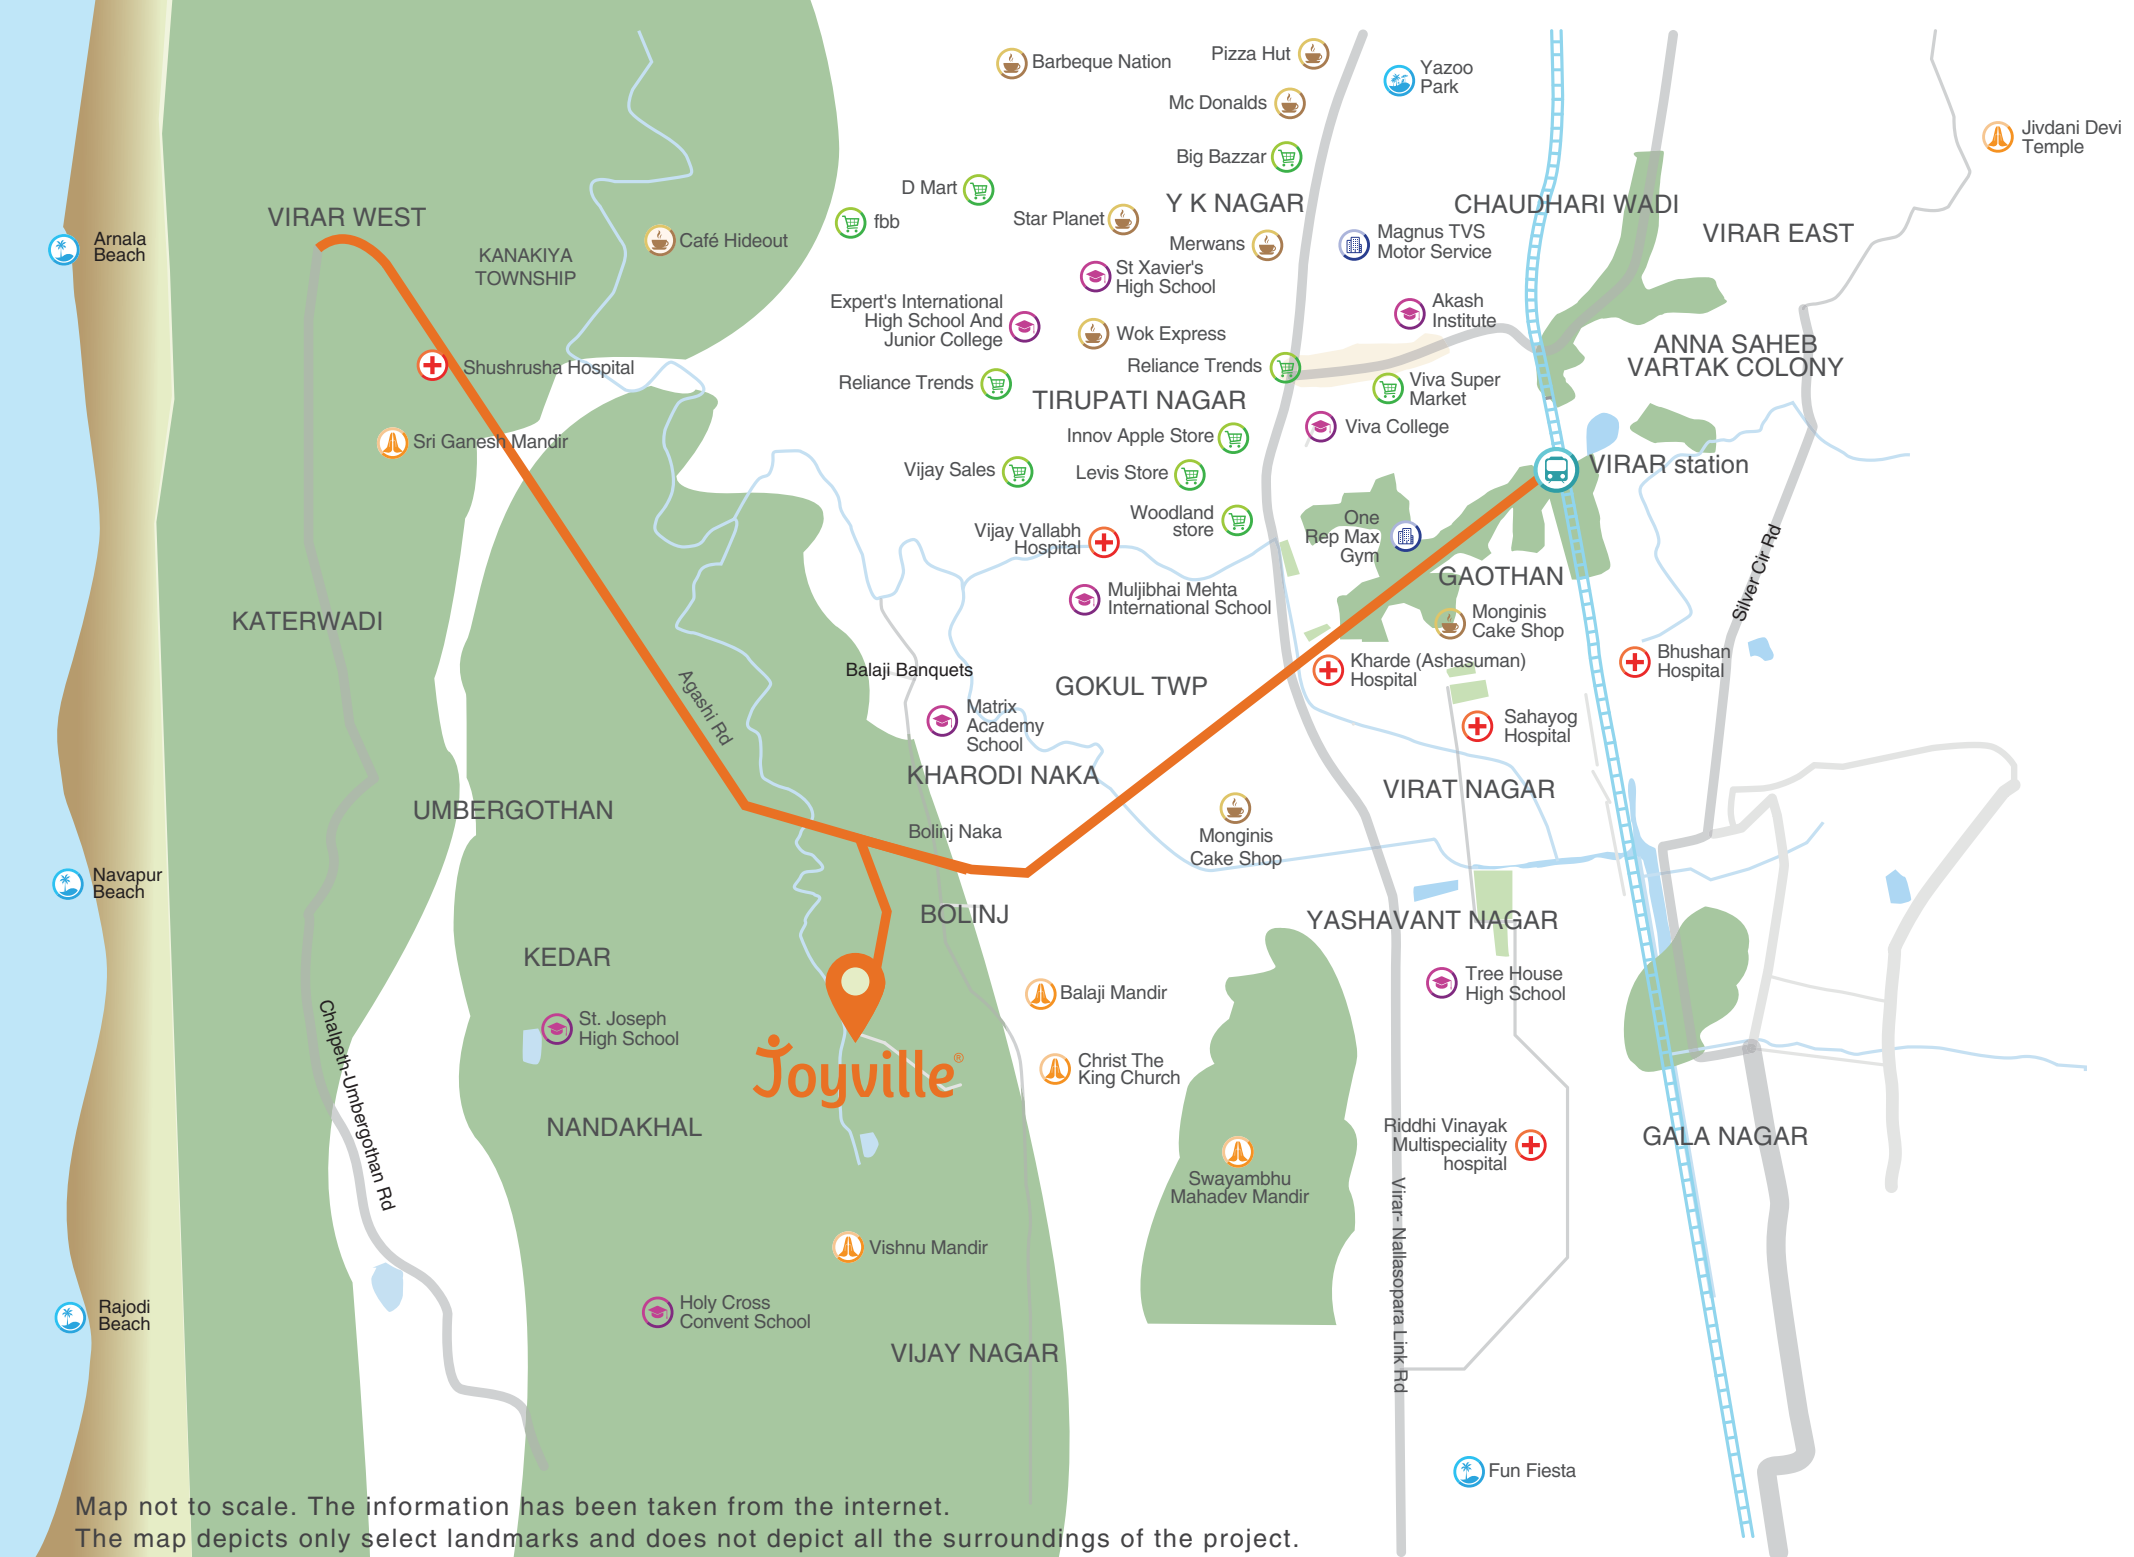 Barbeque Nation
Pizza Hut
Yazoo
Park
Mc Donalds
Jivdani Devi
Temple
Big Bazzar
D Mart
fbb
Star Planet
Y K NAGAR
CHAUDHARI WADI
VIRAR WEST
Arnala
Beach
KANAKIYA
TOWNSHIP
Café Hideout
Merwans
Magnus TVS
Motor Service
VIRAR EAST
St Xavier's
High School
Expert's International
High School And
Junior College
Wok Express
Akash
Institute
ANNA SAHEB
VARTAK COLONY
Shushrusha Hospital
Reliance Trends
Reliance Trends
Viva Super
Market
TIRUPATI NAGAR
Sri Ganesh Mandir
Innov Apple Store
Viva College
Vijay Sales
Levis Store
VIRAR station
Woodland
store
Vijay Vallabh
Hospital
One
Rep Max
Gym
Silver Cir Rd
GAOTHAN
Muljibhai Mehta
International School
KATERWADI
Monginis
Cake Shop
Balaji Banquets
Agashi Rd
GOKUL TWP
Kharde (Ashasuman)
Hospital
Bhushan
Hospital
Matrix
Academy
School
Sahayog
Hospital
KHARODI NAKA
VIRAT NAGAR
UMBERGOTHAN
Bolinj Naka
Monginis
Cake Shop
Navapur
Beach
BOLINJ
YASHAVANT NAGAR
KEDAR
Balaji Mandir
Tree House
High School
St. Joseph
High School
Chalpeth-Umbergothan Rd
Joyville®
Christ The
King Church
NANDAKHAL
Riddhi Vinayak
Multispeciality
hospital
GALA NAGAR
Swayambhu
Mahadev Mandir
Virar- Nallasopara Link Rd
Vishnu Mandir
Rajodi
Beach
Holy Cross
Convent School
VIJAY NAGAR
Fun Fiesta
Map not to scale. The information has been taken from the internet.
The map depicts only select landmarks and does not depict all the surroundings of the project.